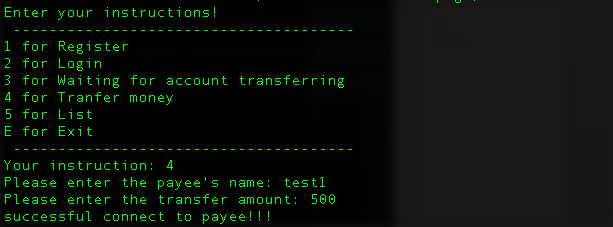 Enter your instructions!
-------------------------------------
1 for Register
2 for Login
3 for Waiting for account transferring
4 for Tranfer money
5 for List
E for Exit
-------------------------------------
Your instruction: 4
Please enter the payee's name: test1
Please enter the transfer amount: 500
successful connect to payee!!!